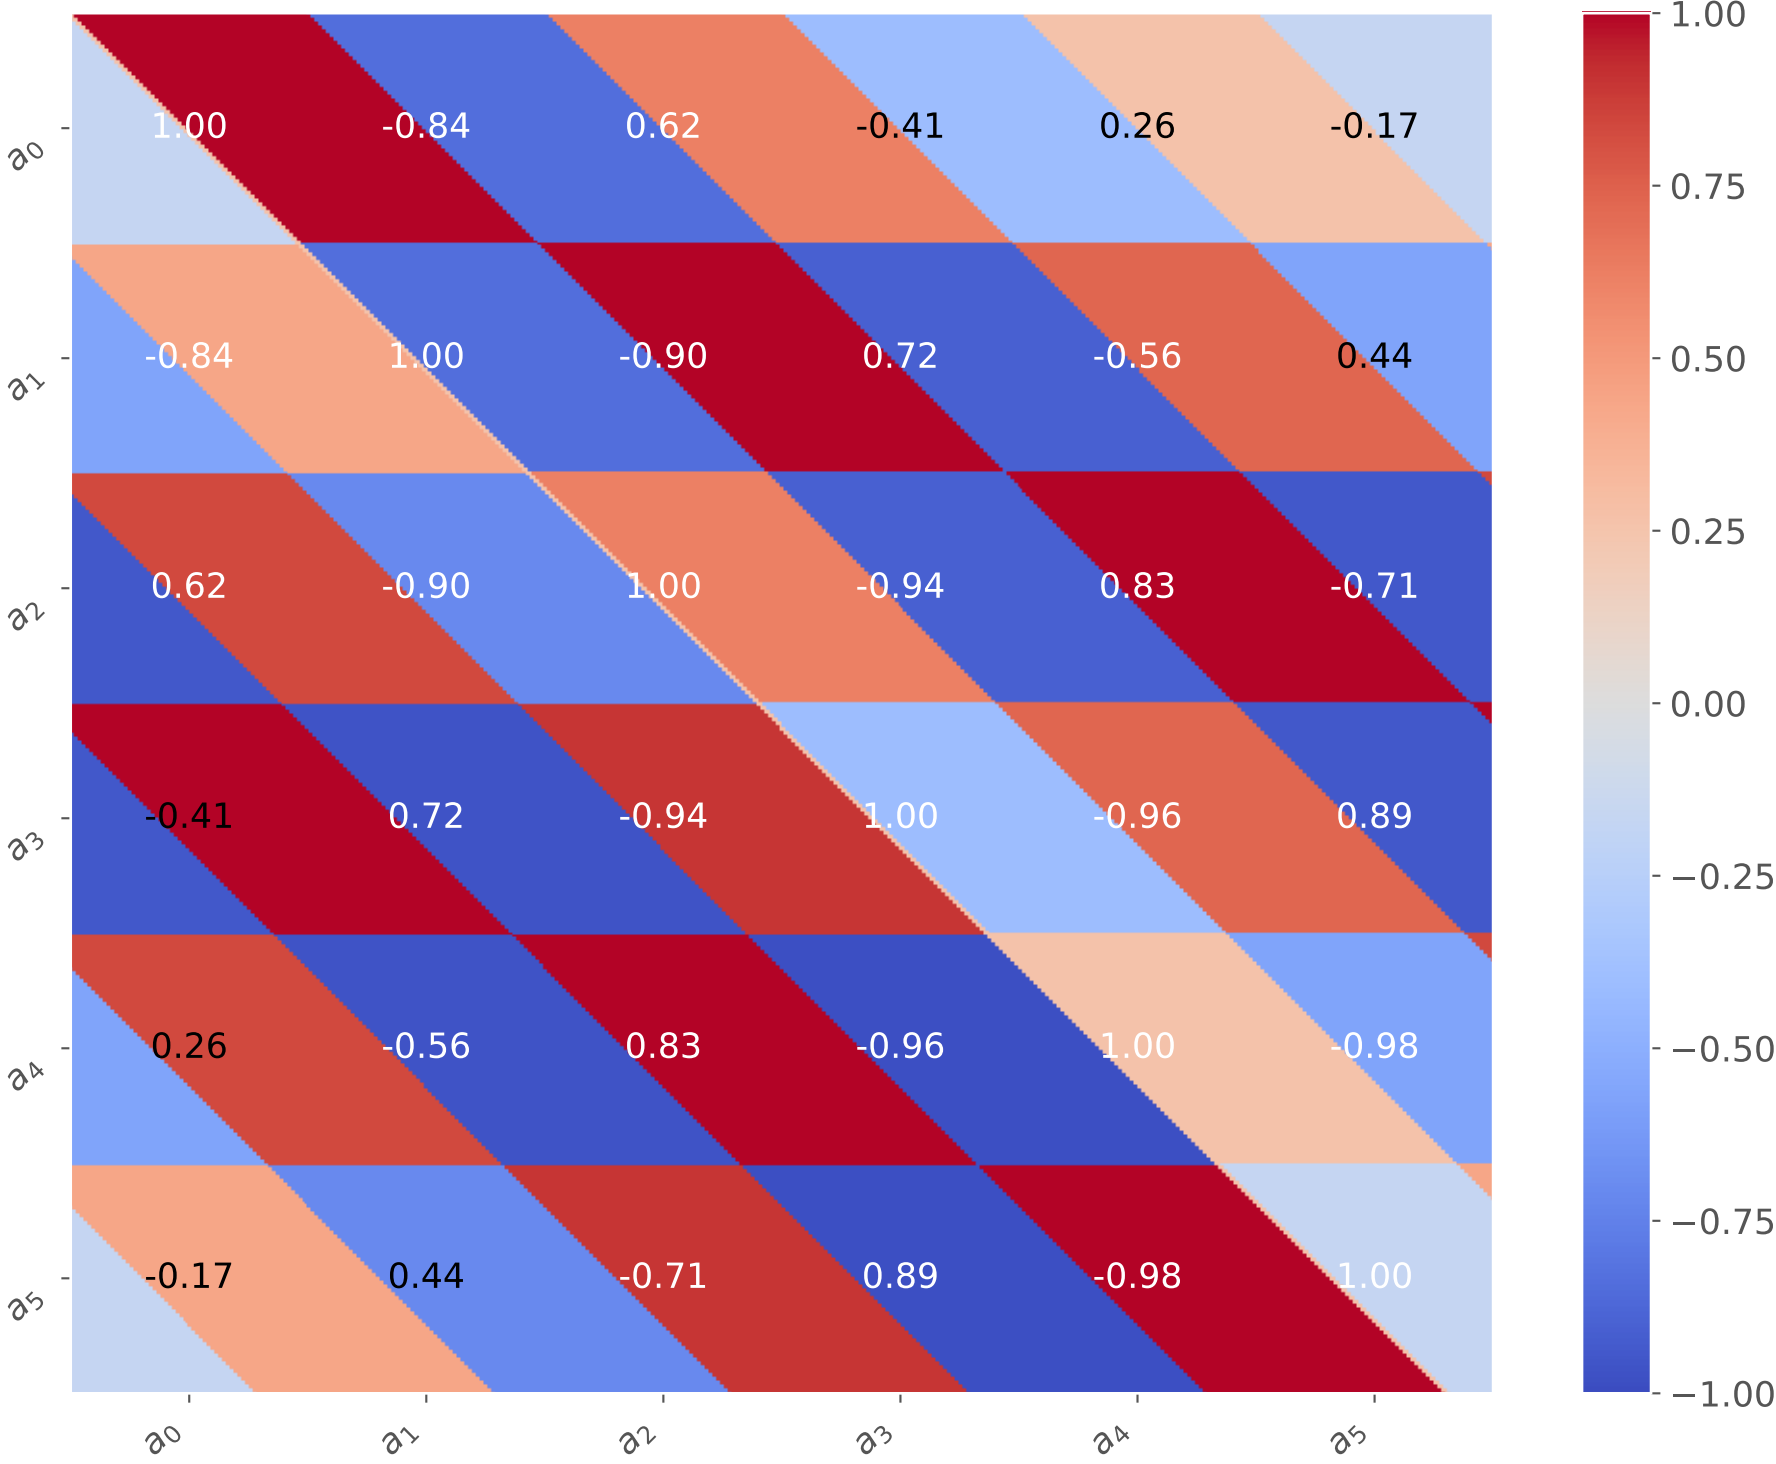 1.00
a0 1.00 -0.84 0.62 -0.41 0.26 -0.17
0.75
a1 -0.84 1.00 -0.90 0.72 -0.56 0.44
0.50
0.25
a2 0.62 -0.90 1.00 -0.94 0.83 -0.71
0.00
a3 -0.41 0.72 -0.94 1.00 -0.96 0.89
−0.25
a4 0.26 -0.56 0.83 -0.96 1.00 -0.98
−0.50
−0.75
a5 -0.17 0.44 -0.71 0.89 -0.98 1.00
−1.00
a0 a1 a2 a3 a4 a5